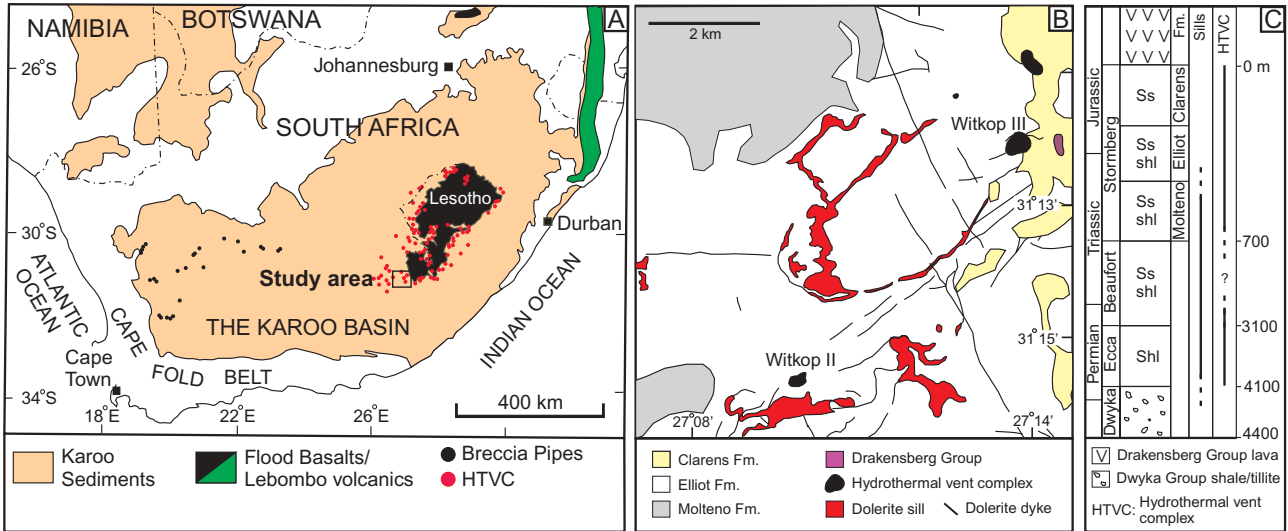 A
NAMIBIA
BOTSWANA
26°S
Johannesburg
SOUTH AFRICA
Lesotho
30°S
Durban
ATLANTIC
OCEAN
Study area
THE KAROO BASIN
INDIAN OCEAN
CAPE
FOLD
BELT
Cape
Town
34°S
18°E
22°E
26°E
400 km
Karoo
Sediments
Flood Basalts/
Lebombo volcanics
Breccia Pipes
HTVC
B
2 km
Witkop III
31°13'
31°15'
Witkop II
27°08'
27°14'
Clarens Fm.
Elliot Fm.
Molteno Fm.
Drakensberg Group
Hydrothermal vent complex
Dolerite sill
Dolerite dyke
C
Fm.
Sills
HTVC
V V V
V V V
V V V
V V V
0 m
Jurassic
Triassic
Permian
Stormberg
Beaufort
Ecca
Dwyka
Ss
Clarens
Ss
shl
Elliot
Ss
shl
Molteno
700
Ss
shl
?
3100
Shl
4100
4400
V Drakensberg Group lava
Dwyka Group shale/tillite
HTVC: Hydrothermal vent
complex